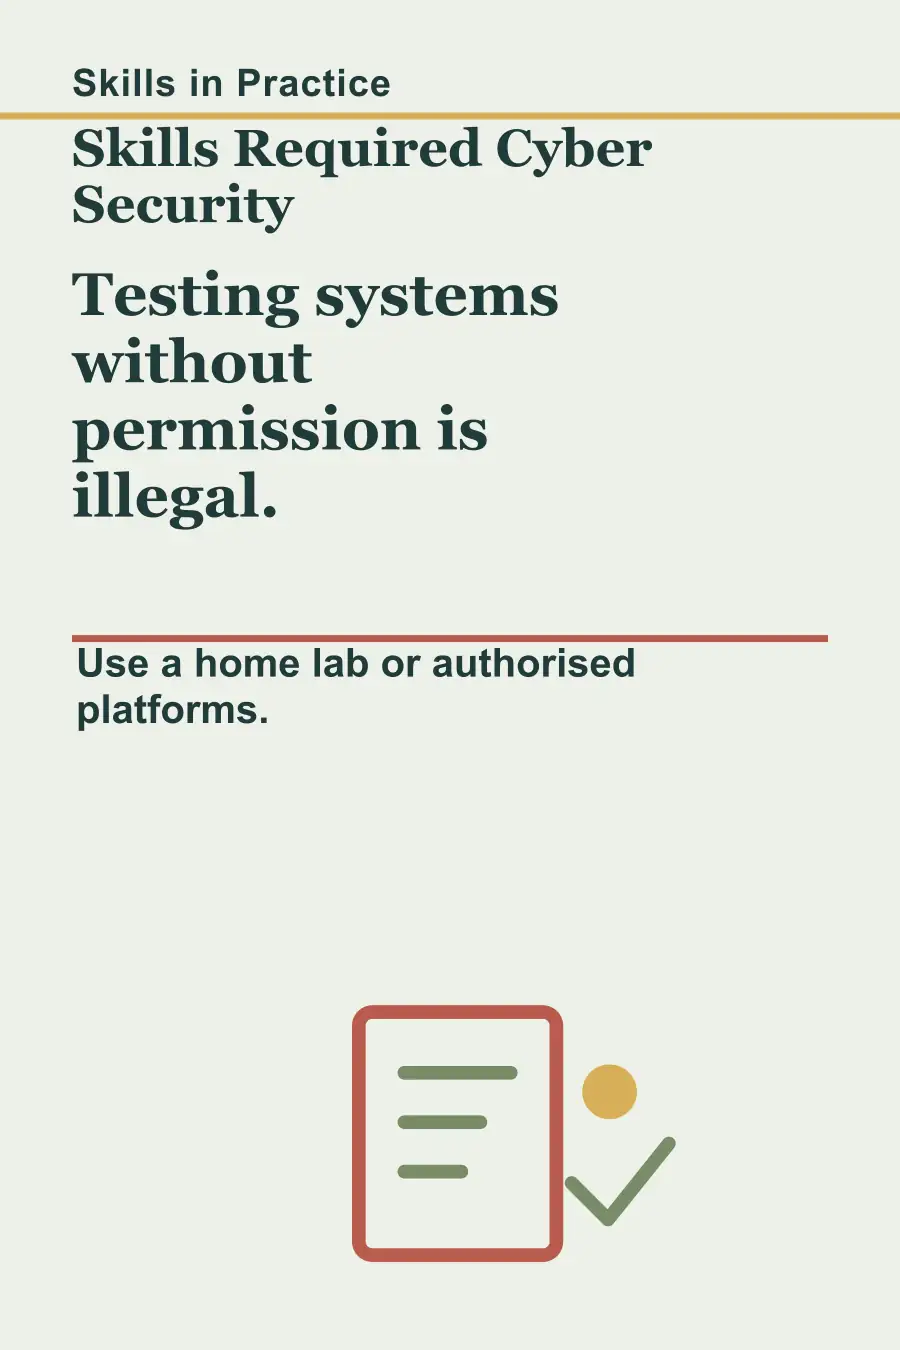 Skills in Practice
Skills Required Cyber
Security
Testing systems
without
permission is
illegal.
Use a home lab or authorised
platforms.